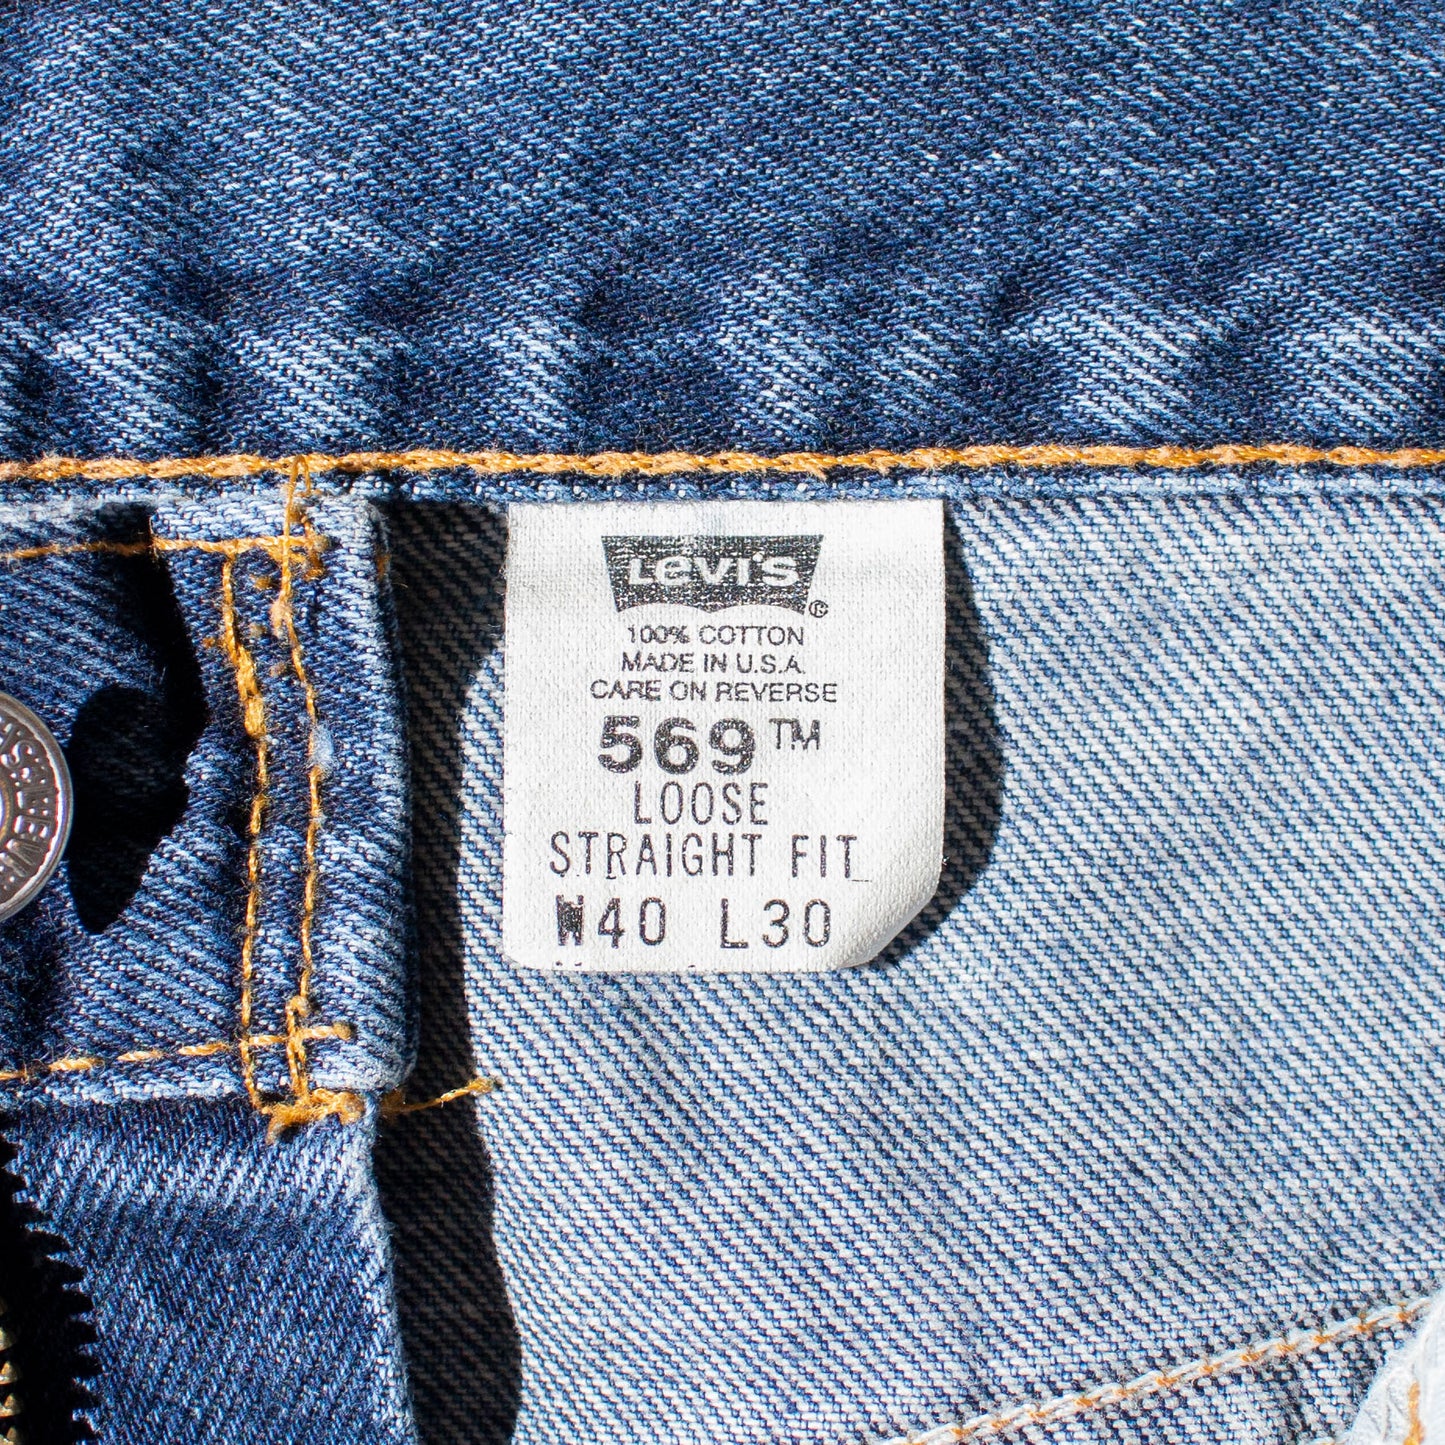 Levi's ®
100% COTTON
MADE IN U.S.A.
CARE ON REVERSE
569™
LOOSE
STRAIGHT FIT
W40 L30